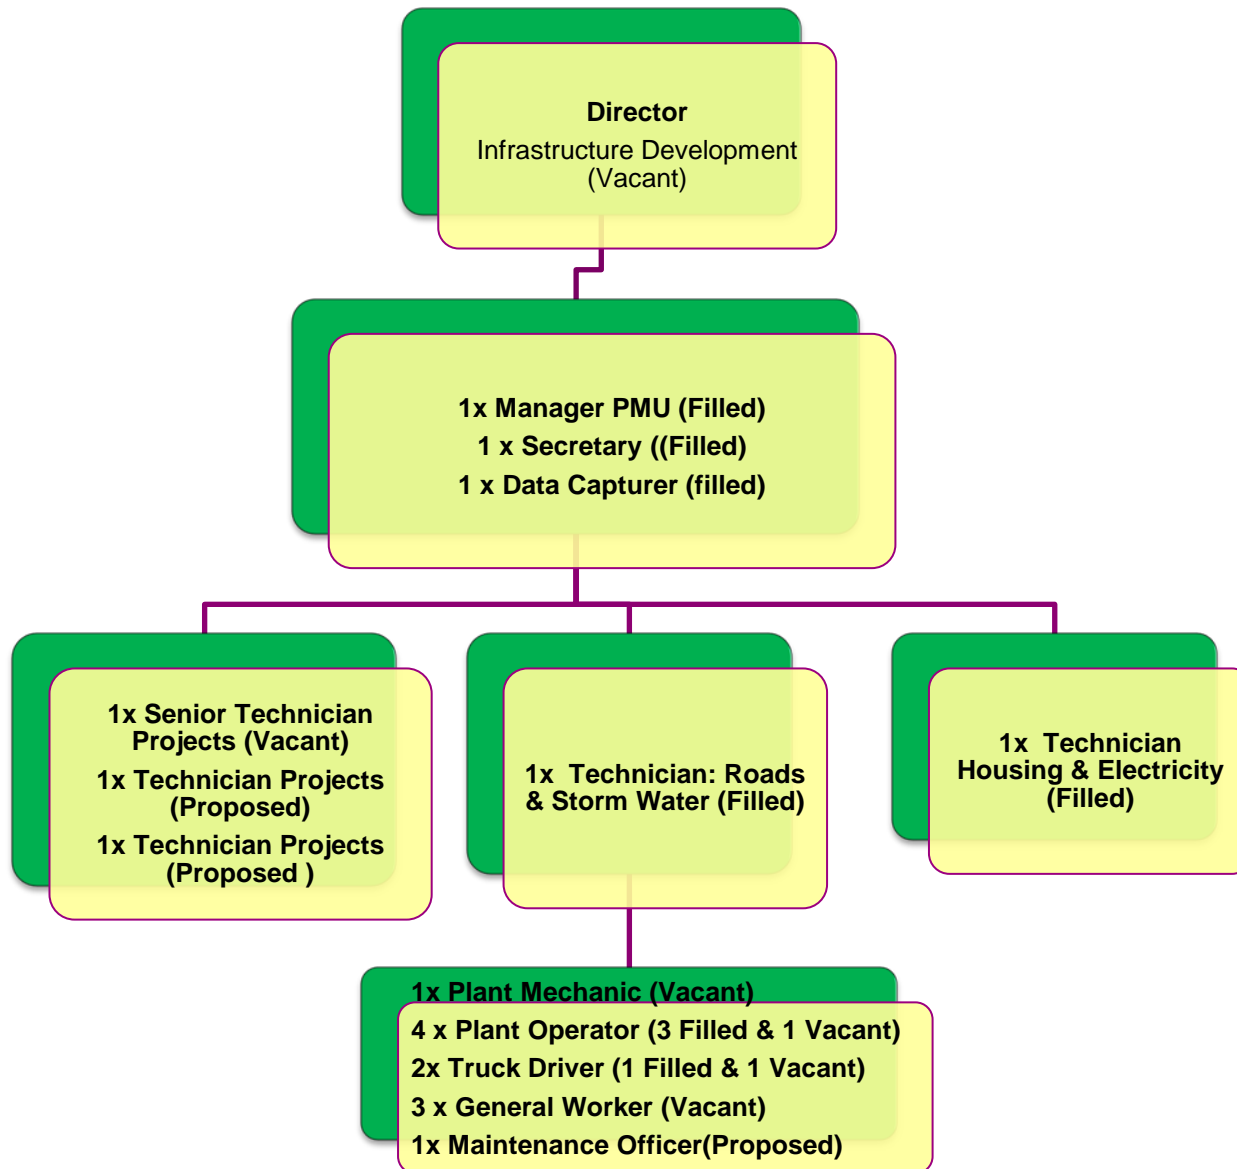 Director
Infrastructure Development
(Vacant)
1x Manager PMU (Filled)
1 x Secretary ((Filled)
1 x Data Capturer (filled)
1x Senior Technician
Projects (Vacant)
1x Technician Projects
(Proposed)
1x Technician Projects
(Proposed )
1x  Technician: Roads
& Storm Water (Filled)
1x  Technician
Housing & Electricity
(Filled)
1x Plant Mechanic (Vacant)
4 x Plant Operator (3 Filled & 1 Vacant)
2x Truck Driver (1 Filled & 1 Vacant)
3 x General Worker (Vacant)
1x Maintenance Officer(Proposed)